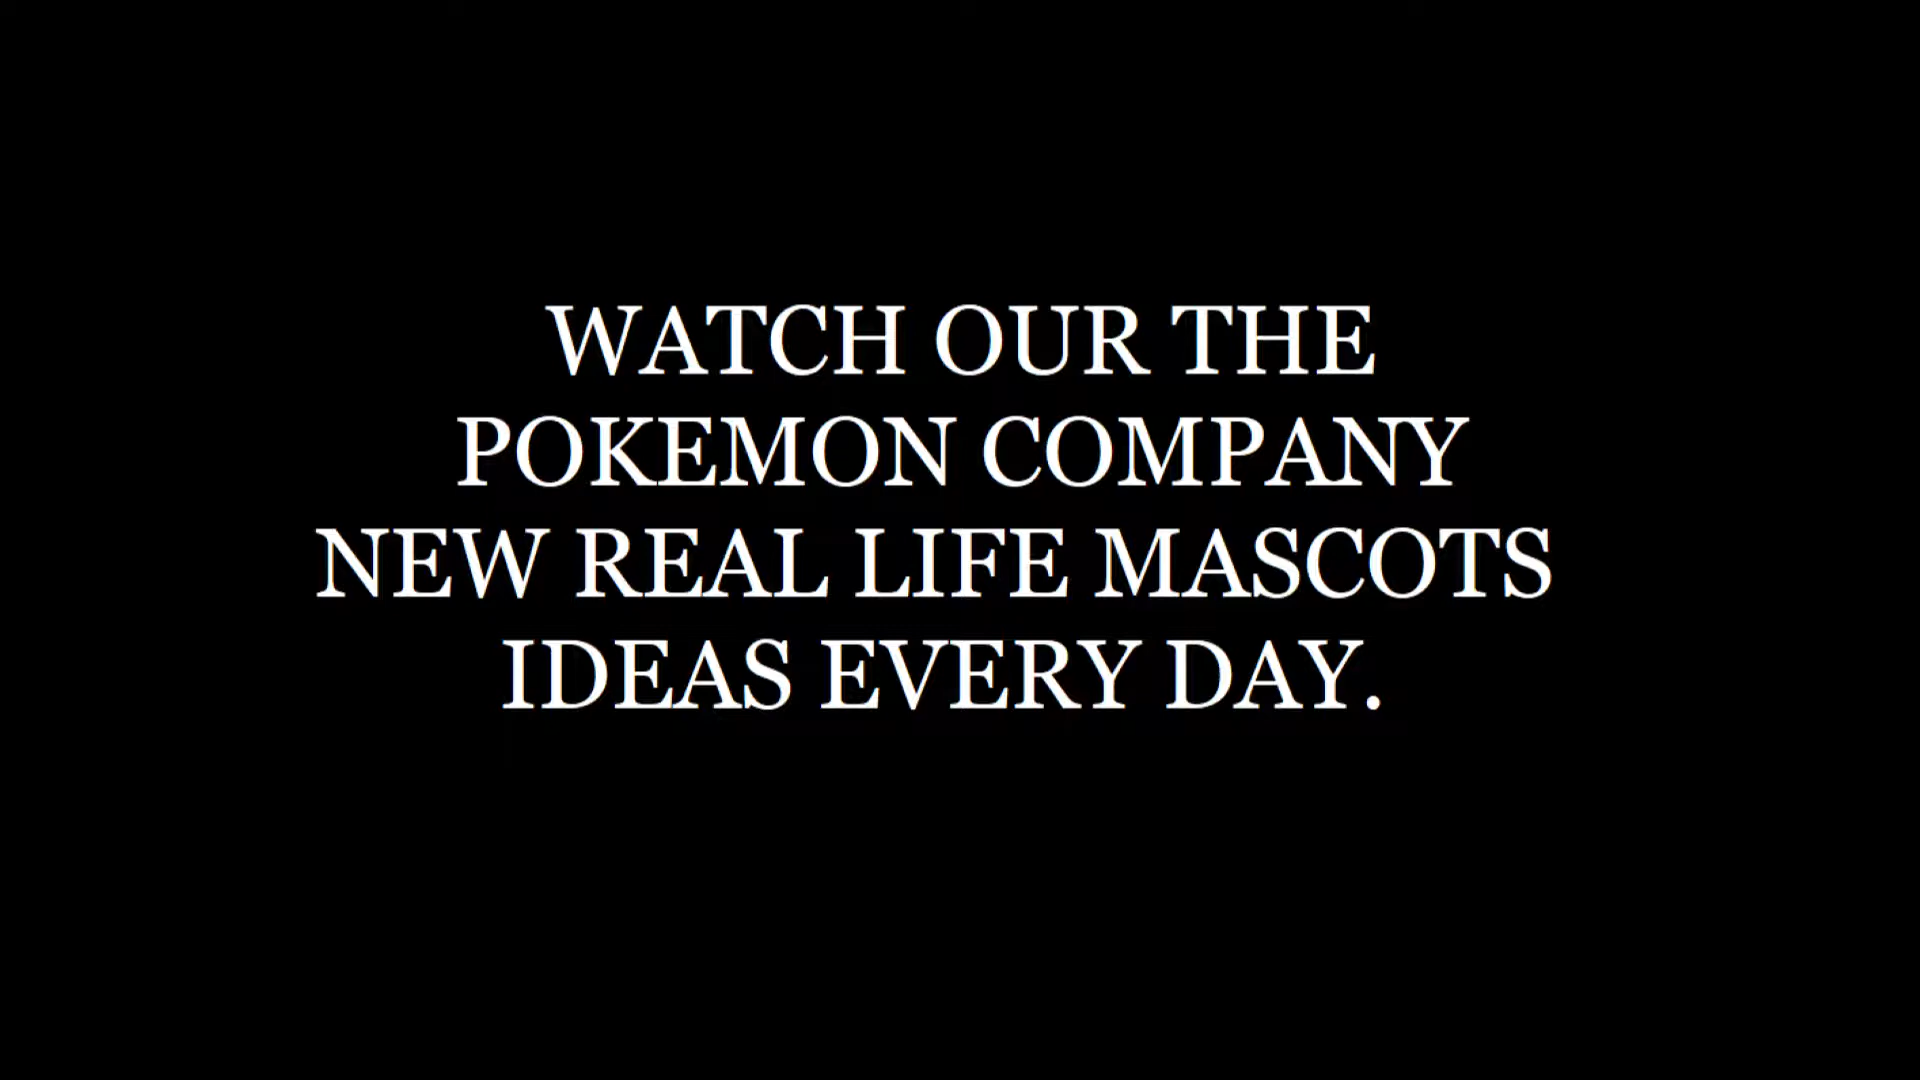 WATCH OUR THE
POKEMON COMPANY
NEW REAL LIFE MASCOTS
IDEAS EVERY DAY.